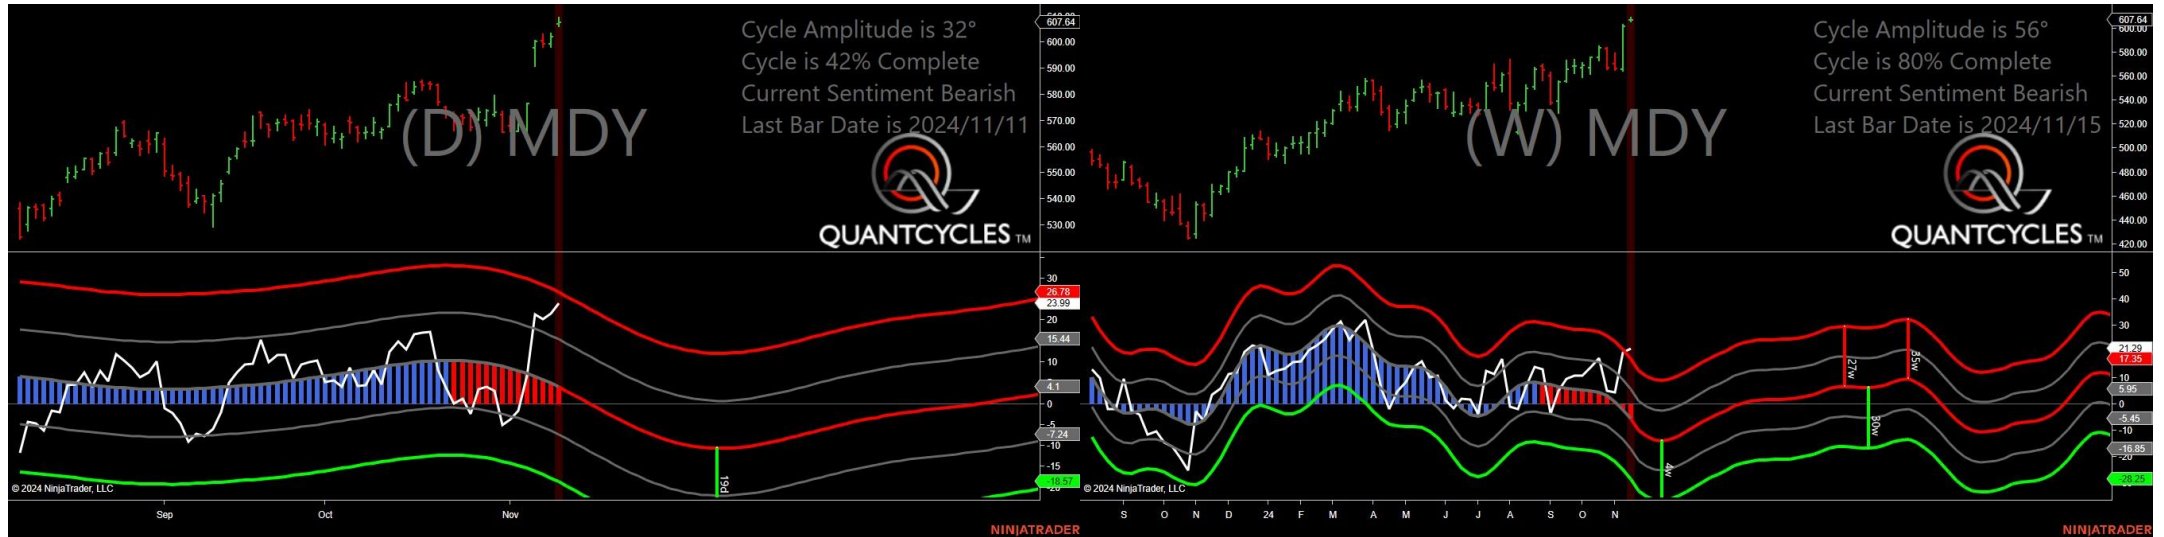 Cycle Amplitude is 32°
Cycle is 42% Complete
Current Sentiment Bearish
Last Bar Date is 2024/11/11
(D) MDY
QUANTCYCLES TM
607.64
600.00
590.00
580.00
570.00
560.00
550.00
540.00
530.00
30
26.78
23.99
20
15.44
10
4.1
0
-5
-7.24
-10
-15
-18.57
19d
© 2024 NinjaTrader, LLC
Sep
Oct
Nov
NINJATRADER
Cycle Amplitude is 56°
Cycle is 80% Complete
Current Sentiment Bearish
Last Bar Date is 2024/11/15
(W) MDY
QUANTCYCLES TM
607.64
600.00
580.00
560.00
540.00
520.00
500.00
480.00
460.00
440.00
420.00
50
40
30
21.29
17.35
10
5.95
0
-5.45
-10
-16.85
-20
-28.25
27w
35w
30w
4w
© 2024 NinjaTrader, LLC
S O N D 24 F M A M J J A S O N
NINJATRADER